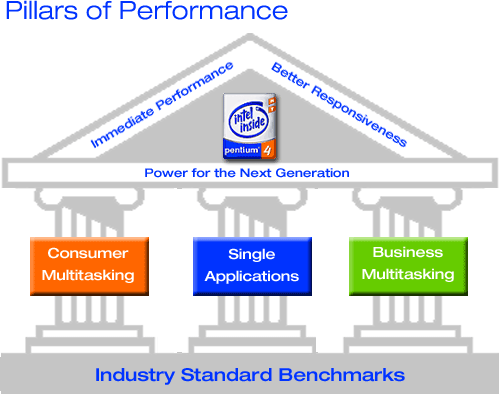 Pillars of Performance
Immediate Performance
Better Responsiveness
intel
inside
HT
pentium® 4
Power for the Next Generation
Consumer
Multitasking
Single
Applications
Business
Multitasking
Industry Standard Benchmarks